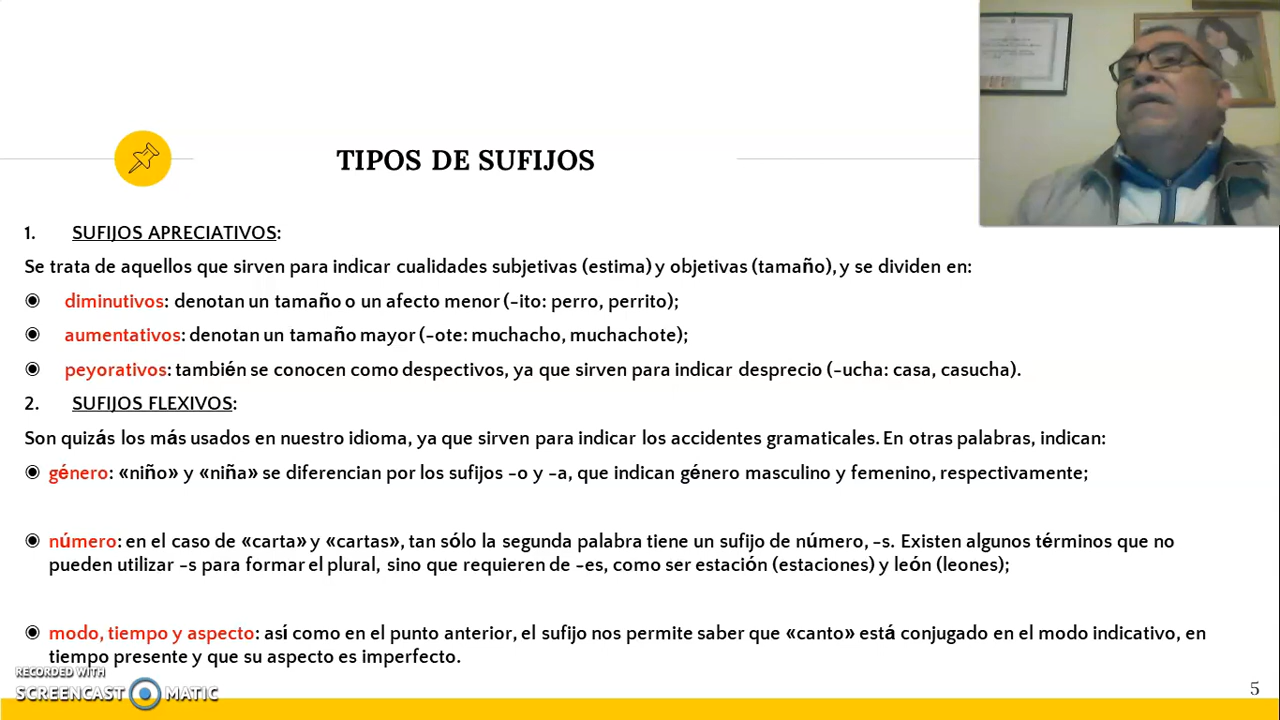 TIPOS DE SUFIJOS
1. SUFIJOS APRECIATIVOS:
Se trata de aquellos que sirven para indicar cualidades subjetivas (estima) y objetivas (tamaño), y se dividen en:
◉ diminutivos: denotan un tamaño o un afecto menor (-ito: perro, perrito);
◉ aumentativos: denotan un tamaño mayor (-ote: muchacho, muchachote);
◉ peyorativos: también se conocen como despectivos, ya que sirven para indicar desprecio (-ucha: casa, casucha).
2. SUFIJOS FLEXIVOS:
Son quizás los más usados en nuestro idioma, ya que sirven para indicar los accidentes gramaticales. En otras palabras, indican:
◉ género: «niño» y «niña» se diferencian por los sufijos -o y -a, que indican género masculino y femenino, respectivamente;
◉ número: en el caso de «carta» y «cartas», tan sólo la segunda palabra tiene un sufijo de número, -s. Existen algunos términos que no
pueden utilizar -s para formar el plural, sino que requieren de -es, como ser estación (estaciones) y león (leones);
◉ modo, tiempo y aspecto: así como en el punto anterior, el sufijo nos permite saber que «canto» está conjugado en el modo indicativo, en
tiempo presente y que su aspecto es imperfecto.
RECORDED WITH
SCREENCAST MATIC
5